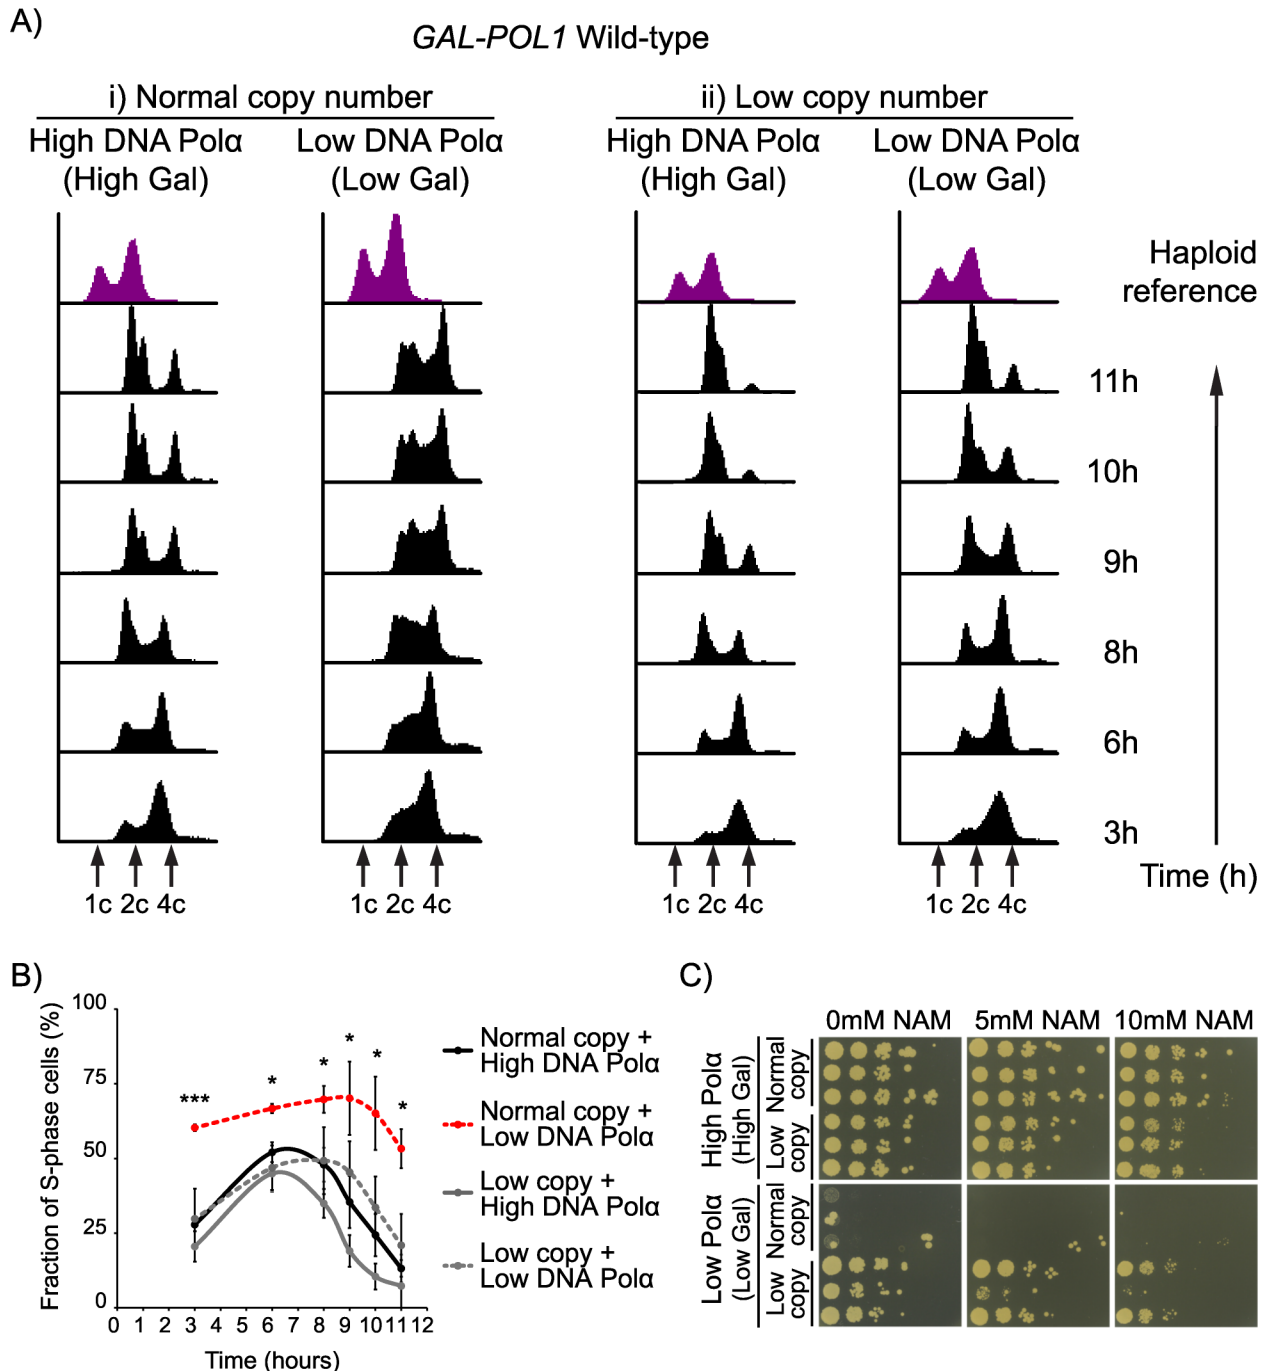 A)
GAL-POL1 Wild-type
i) Normal copy number
ii) Low copy number
High DNA Polα
(High Gal)
Low DNA Polα
(Low Gal)
High DNA Polα
(High Gal)
Low DNA Polα
(Low Gal)
Haploid
reference
11h
10h
9h
8h
6h
3h
Time (h)
1c 2c 4c
1c 2c 4c
1c 2c 4c
1c 2c 4c
B)
Fraction of S-phase cells (%)
100
75
50
25
0
0 1 2 3 4 5 6 7 8 9 10 11 12
Time (hours)
***
*
*
*
*
*
Normal copy +
High DNA Polα
Normal copy +
Low DNA Polα
Low copy +
High DNA Polα
Low copy +
Low DNA Polα
C)
0mM NAM
5mM NAM
10mM NAM
High Polα
(High Gal)
Normal
copy
Low
copy
Low Polα
(Low Gal)
Normal
copy
Low
copy